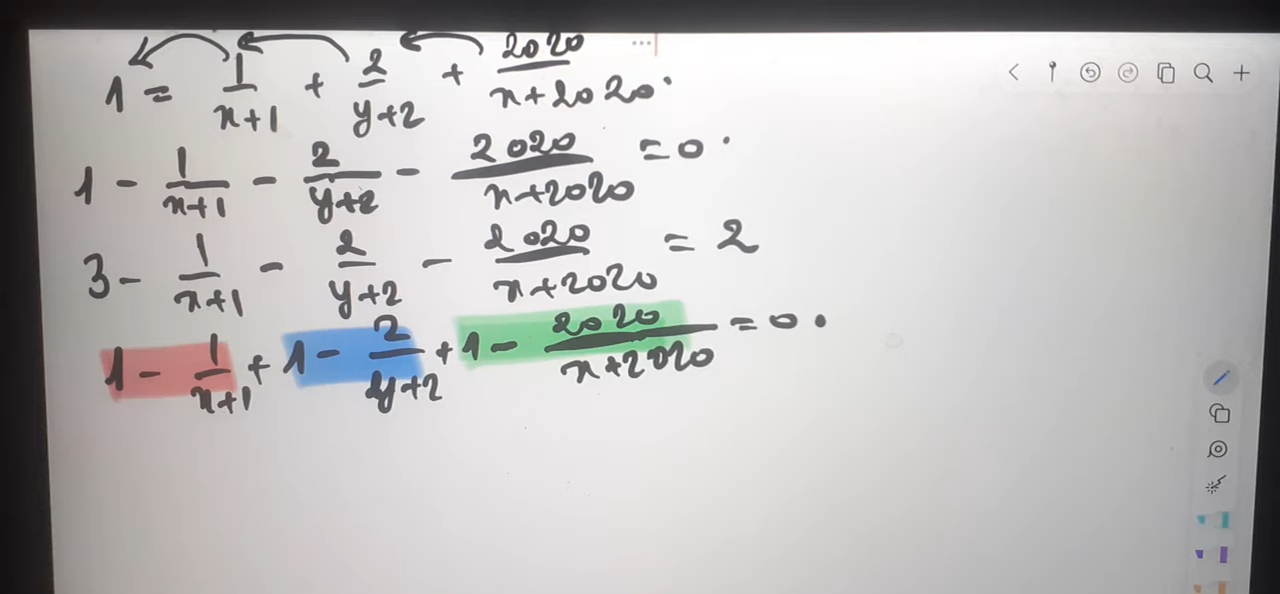 1 = 1/(x+1) + 2/(y+2) + 2020/(x+2020).
1 - 1/(x+1) - 2/(y+2) - 2020/(x+2020) = 0.
3 - 1/(x+1) - 2/(y+2) - 2020/(x+2020) = 2
1 - 1/(x+1) + 1 - 2/(y+2) + 1 - 2020/(x+2020) = 0.